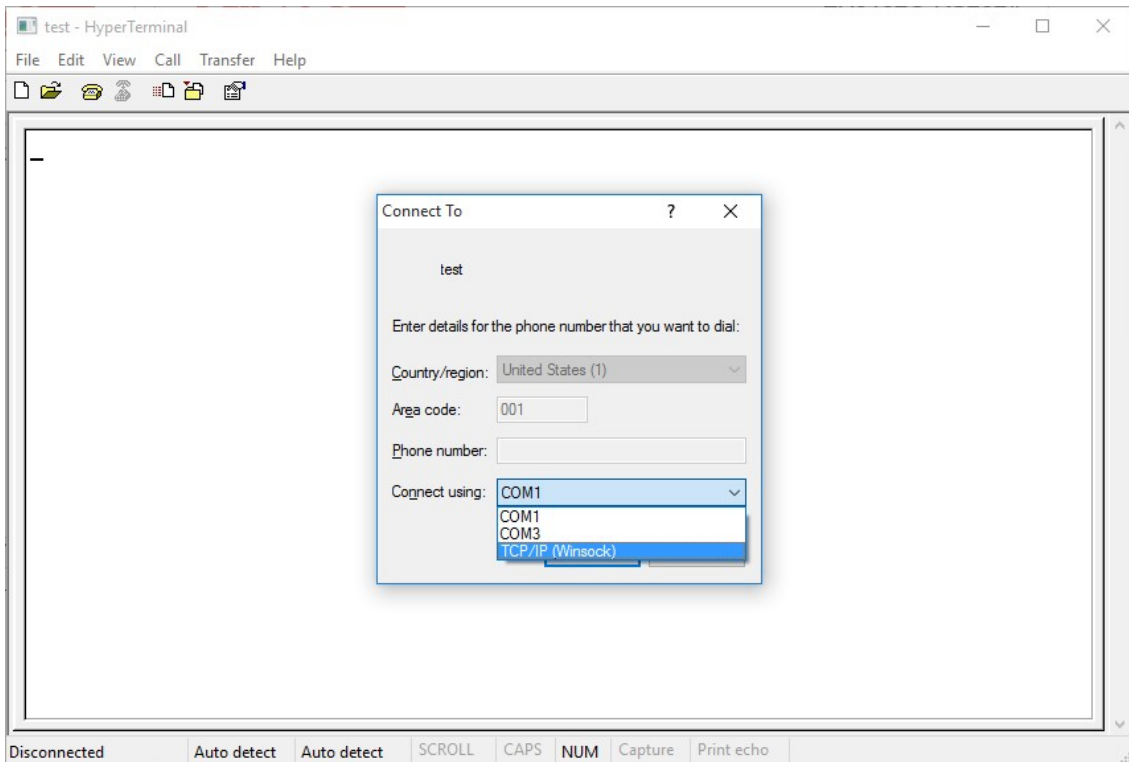 test - HyperTerminal
File Edit View Call Transfer Help
Connect To ?
test
Enter details for the phone number that you want to dial:
Country/region: United States (1)
Area code: 001
Phone number:
Connect using: COM1
COM1
COM3
TCP/IP (Winsock)
Disconnected Auto detect Auto detect SCROLL CAPS NUM Capture Print echo